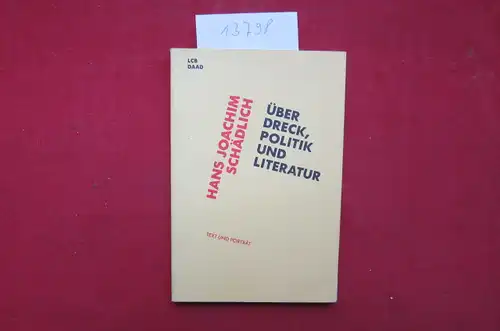 13798
LCB
DAAD
HANS JOACHIM
SCHÄDLICH
ÜBER
DRECK,
POLITIK
UND
LITERATUR
TEXT UND PORTRÄT